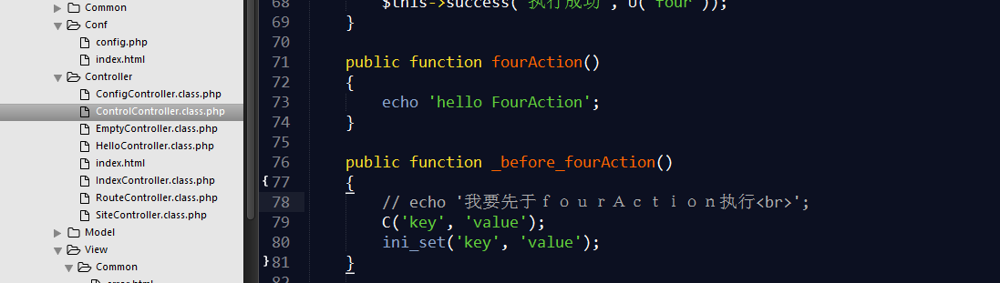 Common
Conf
config.php
index.html
Controller
ConfigController.class.php
ControlController.class.php
EmptyController.class.php
HelloController.class.php
index.html
IndexController.class.php
RouteController.class.php
SiteController.class.php
Model
View
Common
error.html
68 $this->success('执行成功', U('four'));
69 }
70
71 public function fourAction()
72 {
73 echo 'hello FourAction';
74 }
75
76 public function _before_fourAction()
{77 {
78 // echo '我要先于ｆｏｕｒＡｃｔｉｏｎ执行<br>';
79 C('key', 'value');
80 ini_set('key', 'value');
}81 }
82